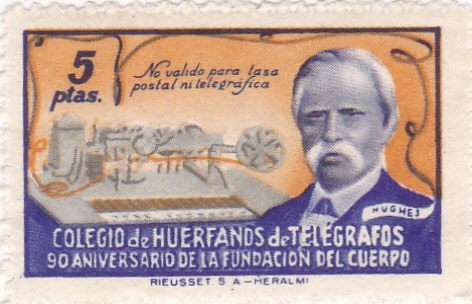 5
ptas.
No valido para tasa
postal ni telegráfica
HUGHES
COLEGIO de HUERFANOS de TELEGRAFOS
90 ANIVERSARIO DE LA FUNDACION DEL CUERPO
RIEUSSET. S A-HERALMI